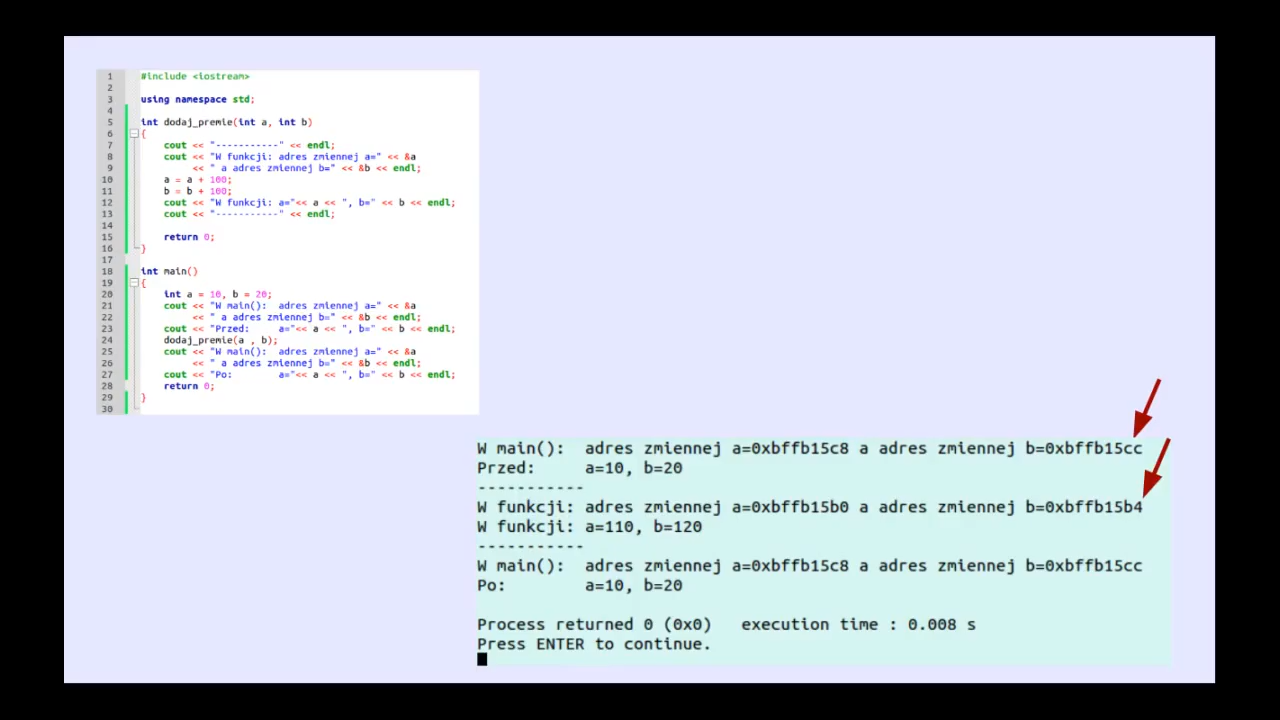 1 #include <iostream>
2
3 using namespace std;
4
5 int dodaj_premie(int a, int b)
6 {
7 cout << "-----------" << endl;
8 cout << "W funkcji: adres zmiennej a=" << &a
9 << " a adres zmiennej b=" << &b << endl;
10 a = a + 100;
11 b = b + 100;
12 cout << "W funkcji: a="<< a << ", b=" << b << endl;
13 cout << "-----------" << endl;
14
15 return 0;
16 }
17
18 int main()
19 {
20 int a = 10, b = 20;
21 cout << "W main():  adres zmiennej a=" << &a
22 << " a adres zmiennej b=" << &b << endl;
23 cout << "Przed:     a="<< a << ", b=" << b << endl;
24 dodaj_premie(a , b);
25 cout << "W main():  adres zmiennej a=" << &a
26 << " a adres zmiennej b=" << &b << endl;
27 cout << "Po:        a="<< a << ", b=" << b << endl;
28 return 0;
29 }
30
W main():  adres zmiennej a=0xbffb15c8 a adres zmiennej b=0xbffb15cc
Przed:     a=10, b=20
-----------
W funkcji: adres zmiennej a=0xbffb15b0 a adres zmiennej b=0xbffb15b4
W funkcji: a=110, b=120
-----------
W main():  adres zmiennej a=0xbffb15c8 a adres zmiennej b=0xbffb15cc
Po:        a=10, b=20
Process returned 0 (0x0)   execution time : 0.008 s
Press ENTER to continue.